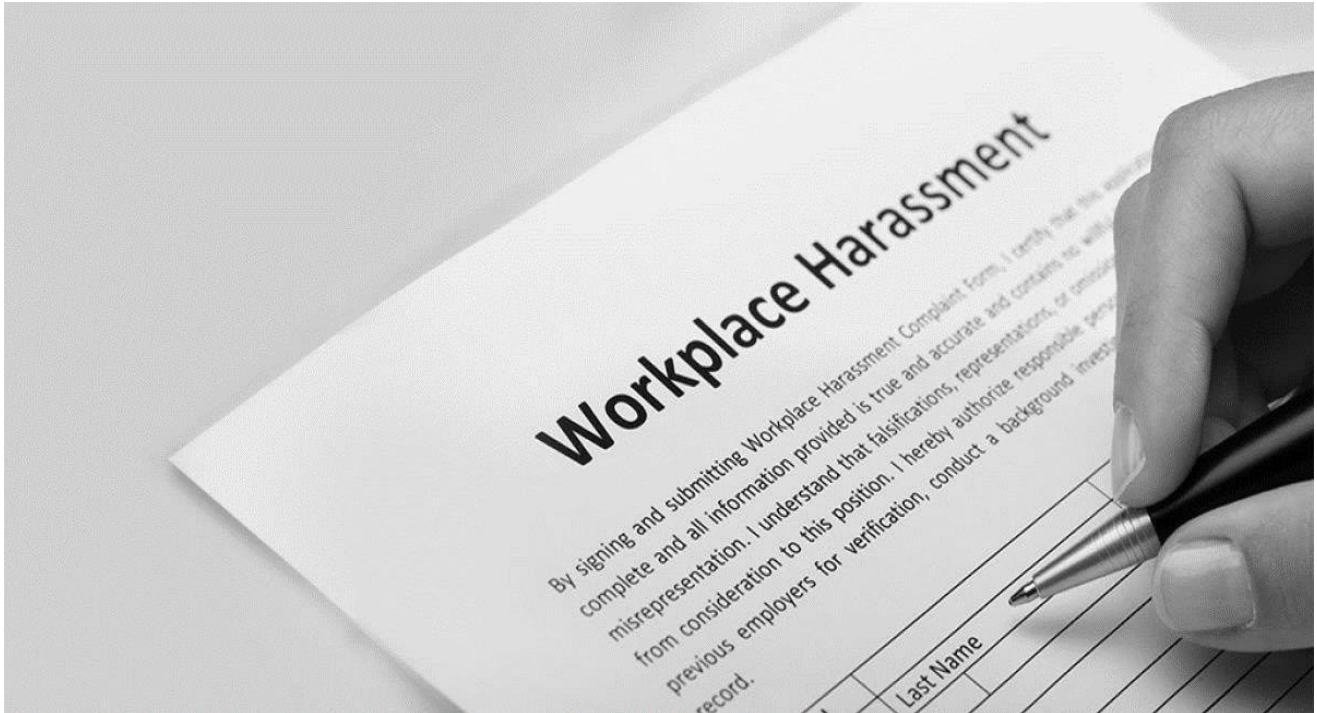 Workplace Harassment
By signing and submitting Workplace Harassment Complaint Form, I certify that this
complete and all information provided is true and accurate and contains no
misrepresentation. I understand that falsifications, representations, or
from consideration to this position. I hereby authorize responsible
previous employers for verification, conduct a background
record.
Last Name